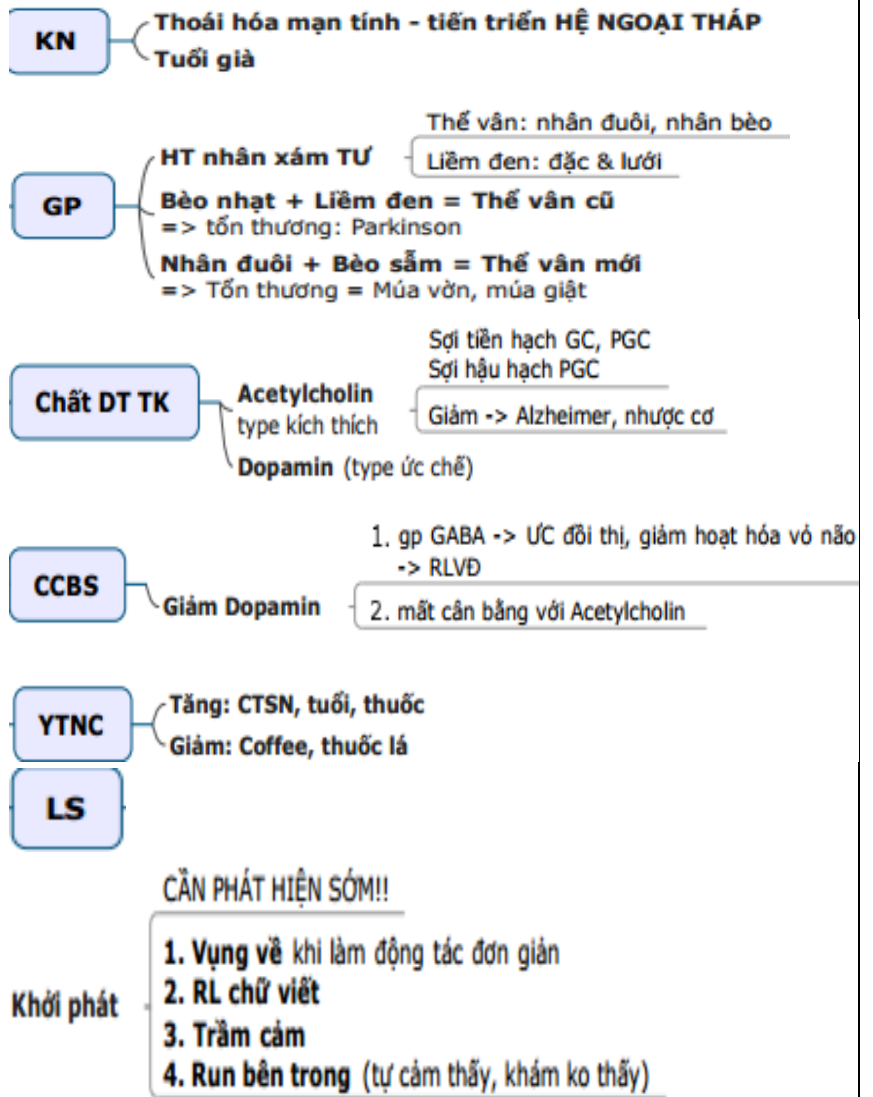 KN
Thoái hóa mạn tính - tiến triển HỆ NGOẠI THÁP
Tuổi già
GP
HT nhân xám TƯ
Thể vân: nhân đuôi, nhân bèo
Liềm đen: đặc & lưới
Bèo nhạt + Liềm đen = Thể vân cũ
=> tổn thương: Parkinson
Nhân đuôi + Bèo sẫm = Thể vân mới
=> Tổn thương = Múa vờn, múa giật
Chất DT TK
Acetylcholin
type kích thích
Sợi tiền hạch GC, PGC
Sợi hậu hạch PGC
Giảm -> Alzheimer, nhược cơ
Dopamin (type ức chế)
CCBS
Giảm Dopamin
1. gp GABA -> ƯC đồi thị, giảm hoạt hóa vỏ não
-> RLVĐ
2. mất cân bằng với Acetylcholin
YTNC
Tăng: CTSN, tuổi, thuốc
Giảm: Coffee, thuốc lá
LS
Khởi phát
CẦN PHÁT HIỆN SỚM!!
1. Vụng về khi làm động tác đơn giản
2. RL chữ viết
3. Trầm cảm
4. Run bên trong (tự cảm thấy, khám ko thấy)